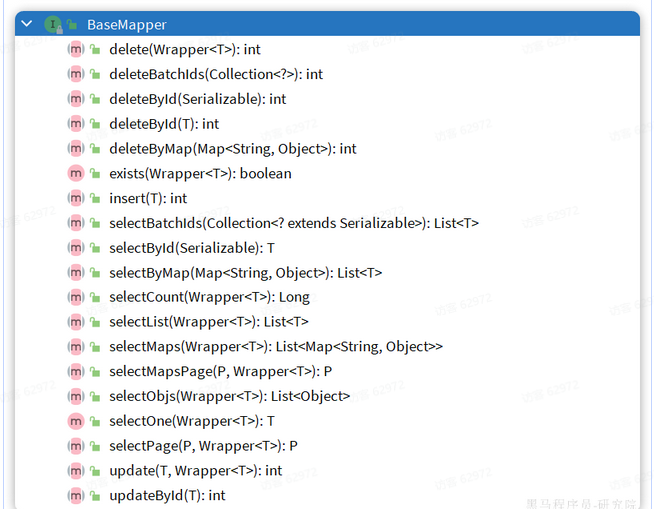 BaseMapper
delete(Wrapper<T>): int
deleteBatchIds(Collection<?>): int
deleteById(Serializable): int
deleteById(T): int
deleteByMap(Map<String, Object>): int
exists(Wrapper<T>): boolean
insert(T): int
selectBatchIds(Collection<? extends Serializable>): List<T>
selectById(Serializable): T
selectByMap(Map<String, Object>): List<T>
selectCount(Wrapper<T>): Long
selectList(Wrapper<T>): List<T>
selectMaps(Wrapper<T>): List<Map<String, Object>>
selectMapsPage(P, Wrapper<T>): P
selectObjs(Wrapper<T>): List<Object>
selectOne(Wrapper<T>): T
selectPage(P, Wrapper<T>): P
update(T, Wrapper<T>): int
updateById(T): int
黑马程序员-研究院